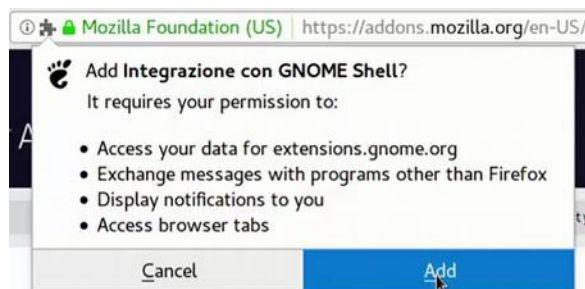 Mozilla Foundation (US) https://addons.mozilla.org/en-US/
Add Integrazione con GNOME Shell?
It requires your permission to:
• Access your data for extensions.gnome.org
• Exchange messages with programs other than Firefox
• Display notifications to you
• Access browser tabs
Cancel Add